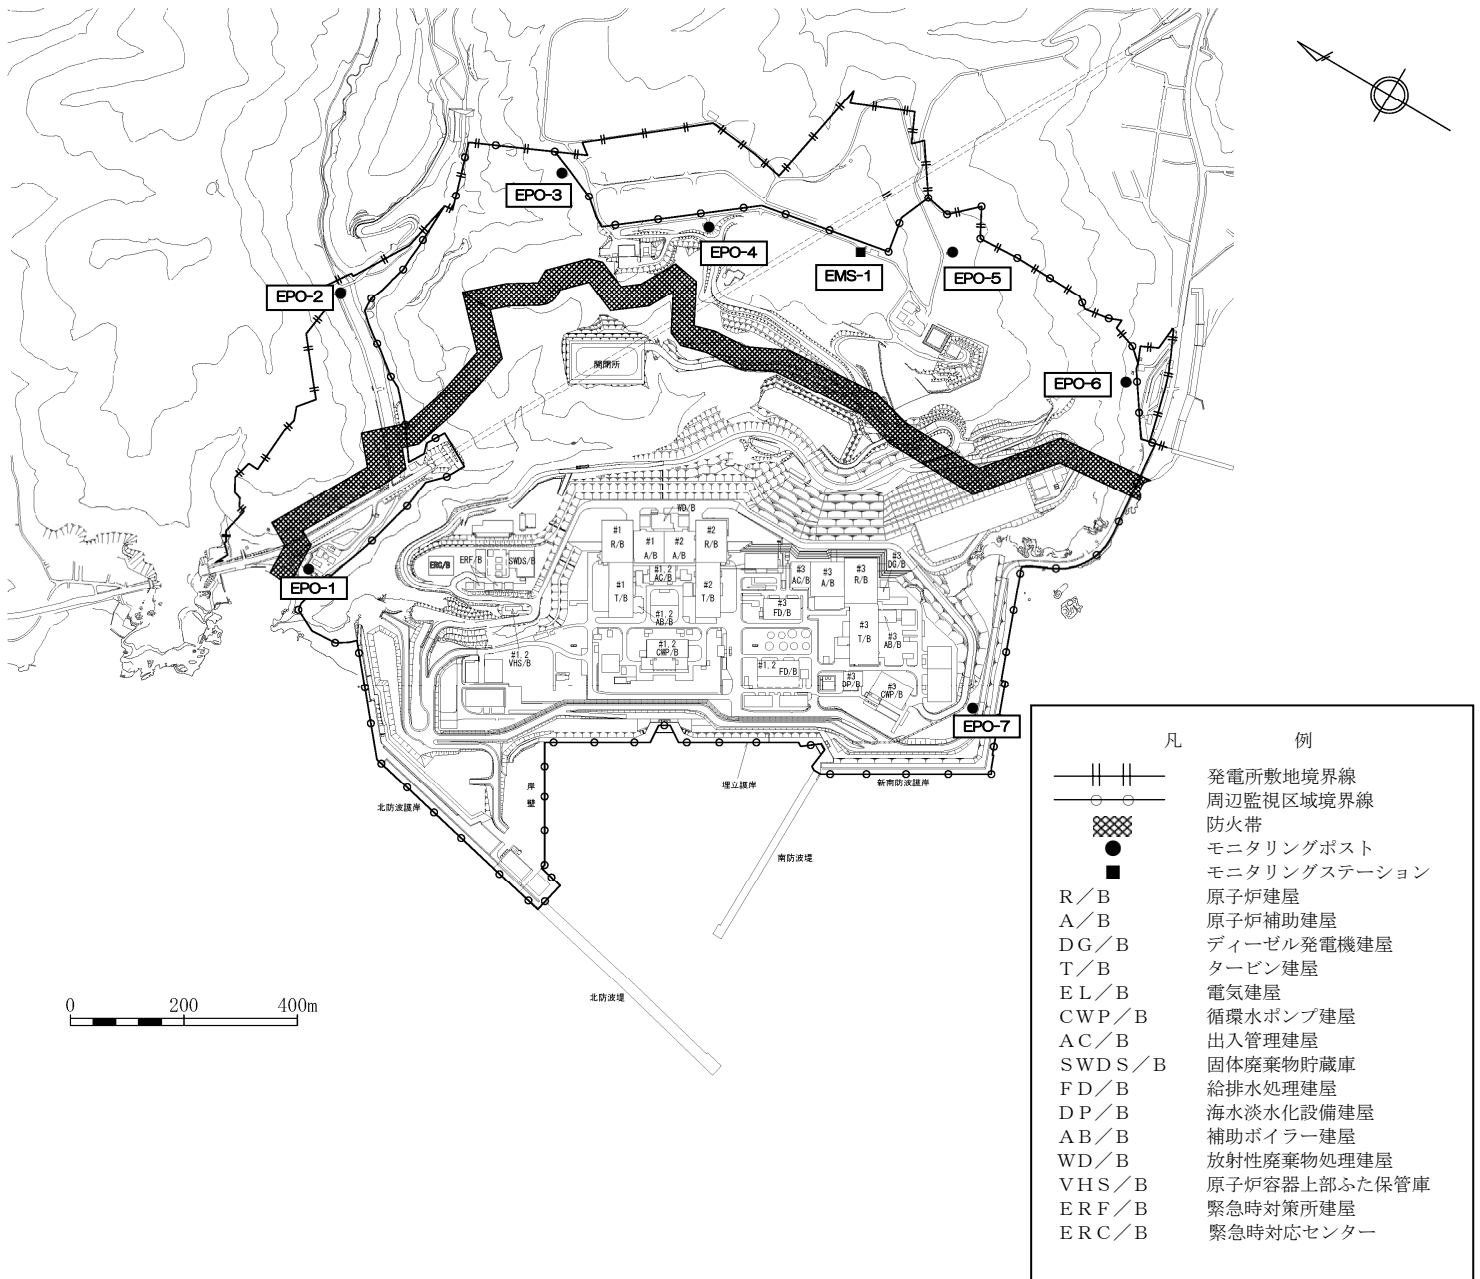 EPO-3
EPO-4
EMS-1
EPO-5
EPO-2
開閉所
EPO-6
WD/B
#1
R/B
#1
A/B
#2
A/B
#2
R/B
ERC/B
ERF/B
SWDS/B
#1
T/B
#1,2
AC/B
#2
T/B
#3
AC/B
#3
A/B
#3
R/B
#3
DG/B
EPO-1
#1,2
AB/B
#3
FD/B
#3
T/B
#3
AB/B
#1,2
VHS/B
#1,2
CWP/B
#1,2
FD/B
#3
DP/B
#3
CWP/B
EPO-7
岸壁
埋立護岸
新南防波護岸
北防波護岸
南防波堤
北防波堤
0 200 400m
凡 例
発電所敷地境界線
周辺監視区域境界線
防火帯
モニタリングポスト
モニタリングステーション
R/B 原子炉建屋
A/B 原子炉補助建屋
DG/B ディーゼル発電機建屋
T/B タービン建屋
EL/B 電気建屋
CWP/B 循環水ポンプ建屋
AC/B 出入管理建屋
SWDS/B 固体廃棄物貯蔵庫
FD/B 給排水処理建屋
DP/B 海水淡水化設備建屋
AB/B 補助ボイラー建屋
WD/B 放射性廃棄物処理建屋
VHS/B 原子炉容器上部ふた保管庫
ERF/B 緊急時対策所建屋
ERC/B 緊急時対応センター